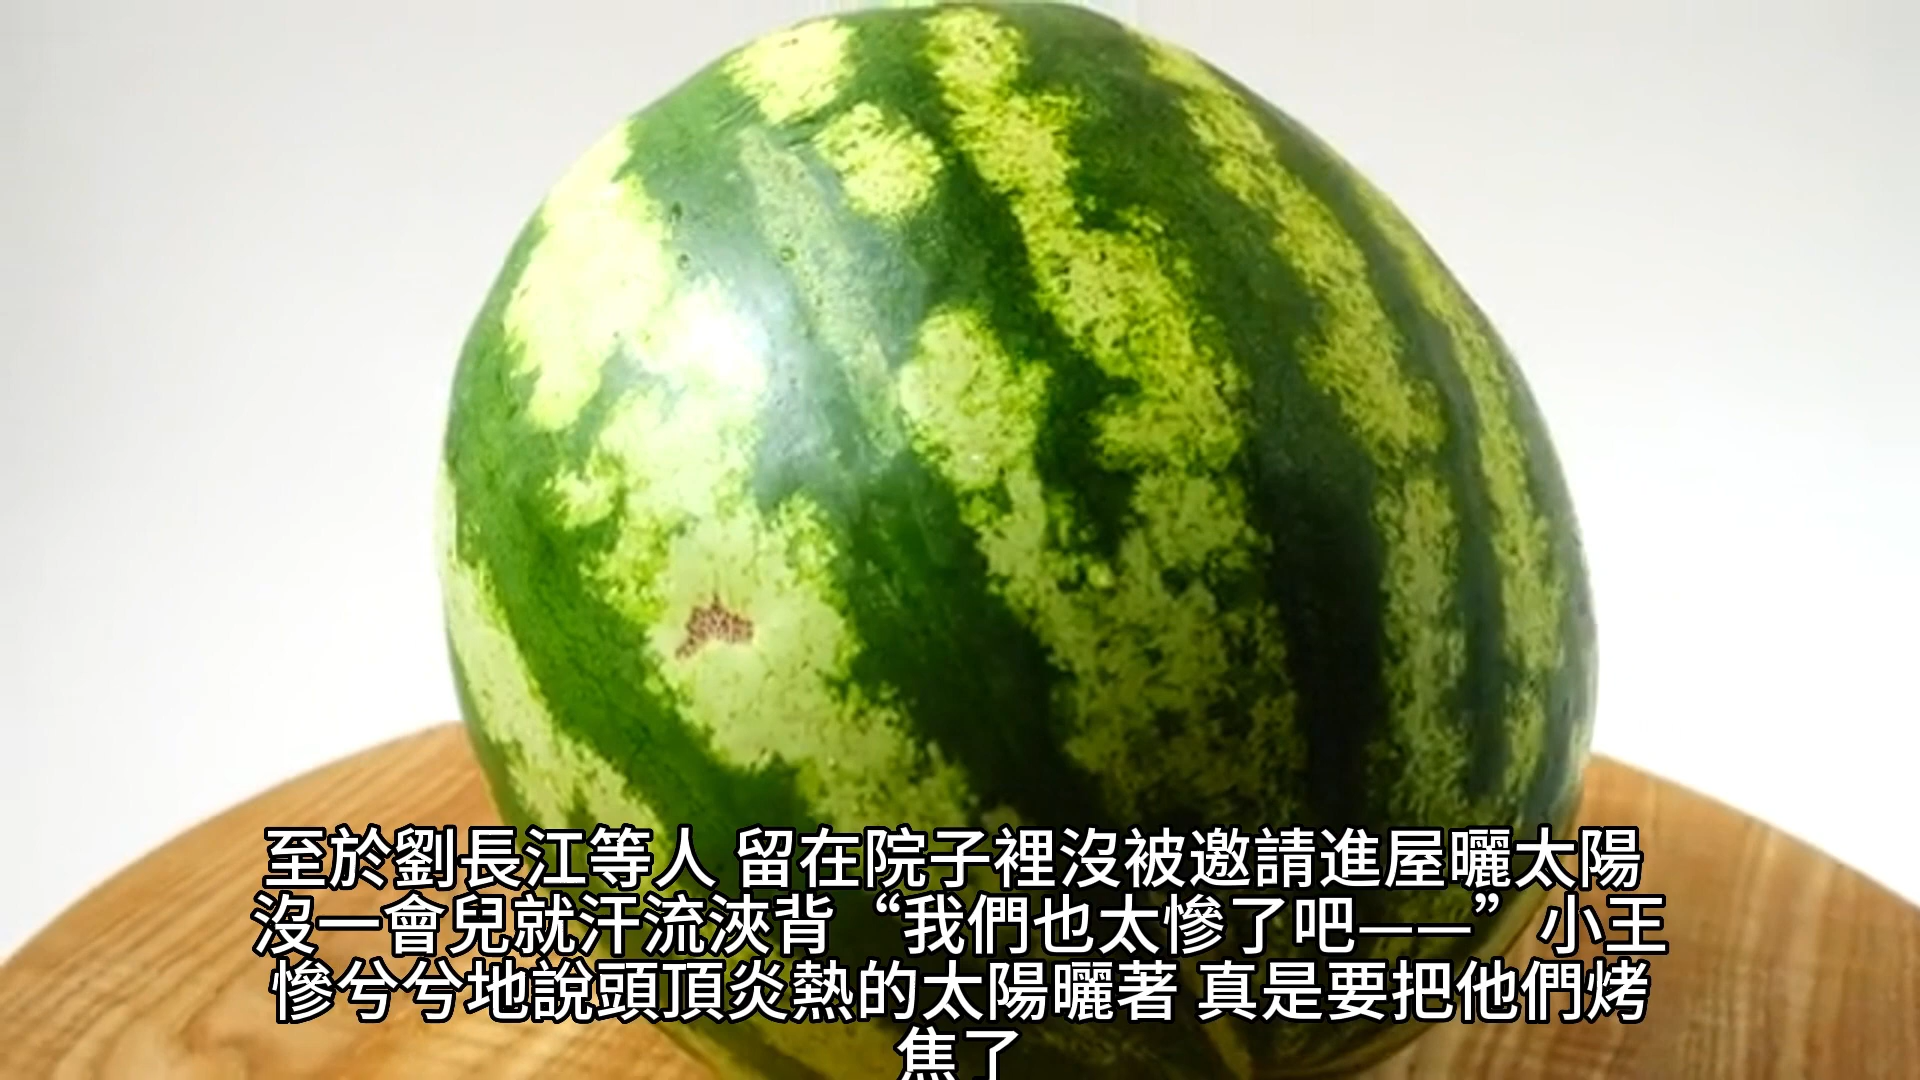 至於劉長江等人 留在院子裡沒被邀請進屋曬太陽
沒一會兒就汗流浹背“我們也太慘了吧——”小王
慘兮兮地說頭頂炎熱的太陽曬著 真是要把他們烤
焦了